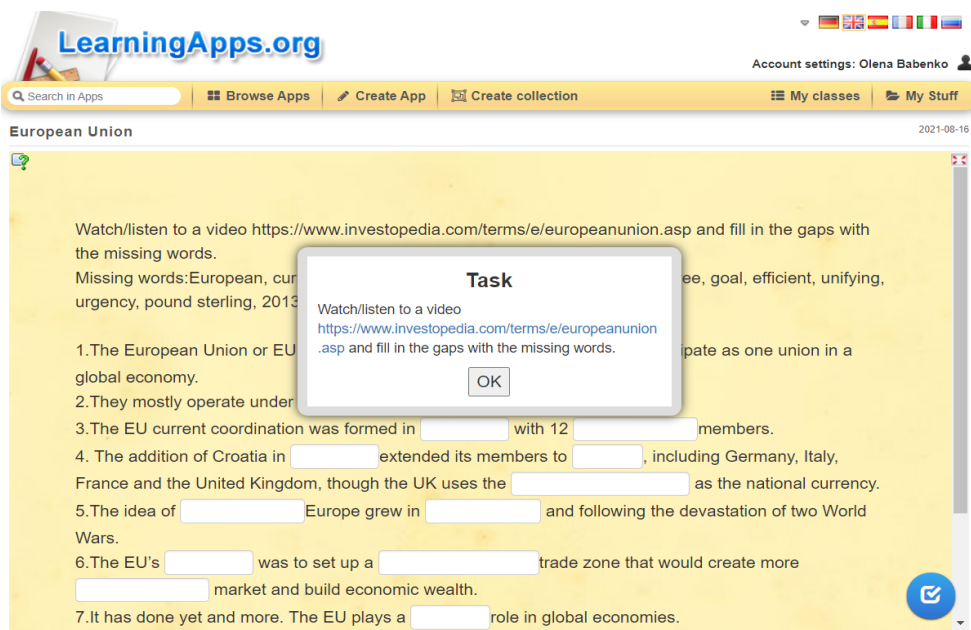 LearningApps.org
Account settings: Olena Babenko
Search in Apps
Browse Apps
Create App
Create collection
My classes
My Stuff
European Union
2021-08-16
Watch/listen to a video https://www.investopedia.com/terms/e/europeanunion.asp and fill in the gaps with
the missing words.
Missing words:European, cur
ee, goal, efficient, unifying,
urgency, pound sterling, 2013
1.The European Union or EU
ipate as one union in a
global economy.
2.They mostly operate under
3.The EU current coordination was formed in with 12 members.
4. The addition of Croatia in extended its members to , including Germany, Italy,
France and the United Kingdom, though the UK uses the as the national currency.
5.The idea of Europe grew in and following the devastation of two World
Wars.
6.The EU's was to set up a trade zone that would create more
market and build economic wealth.
7.It has done yet and more. The EU plays a role in global economies.
Task
Watch/listen to a video
https://www.investopedia.com/terms/e/europeanunion
.asp and fill in the gaps with the missing words.
OK